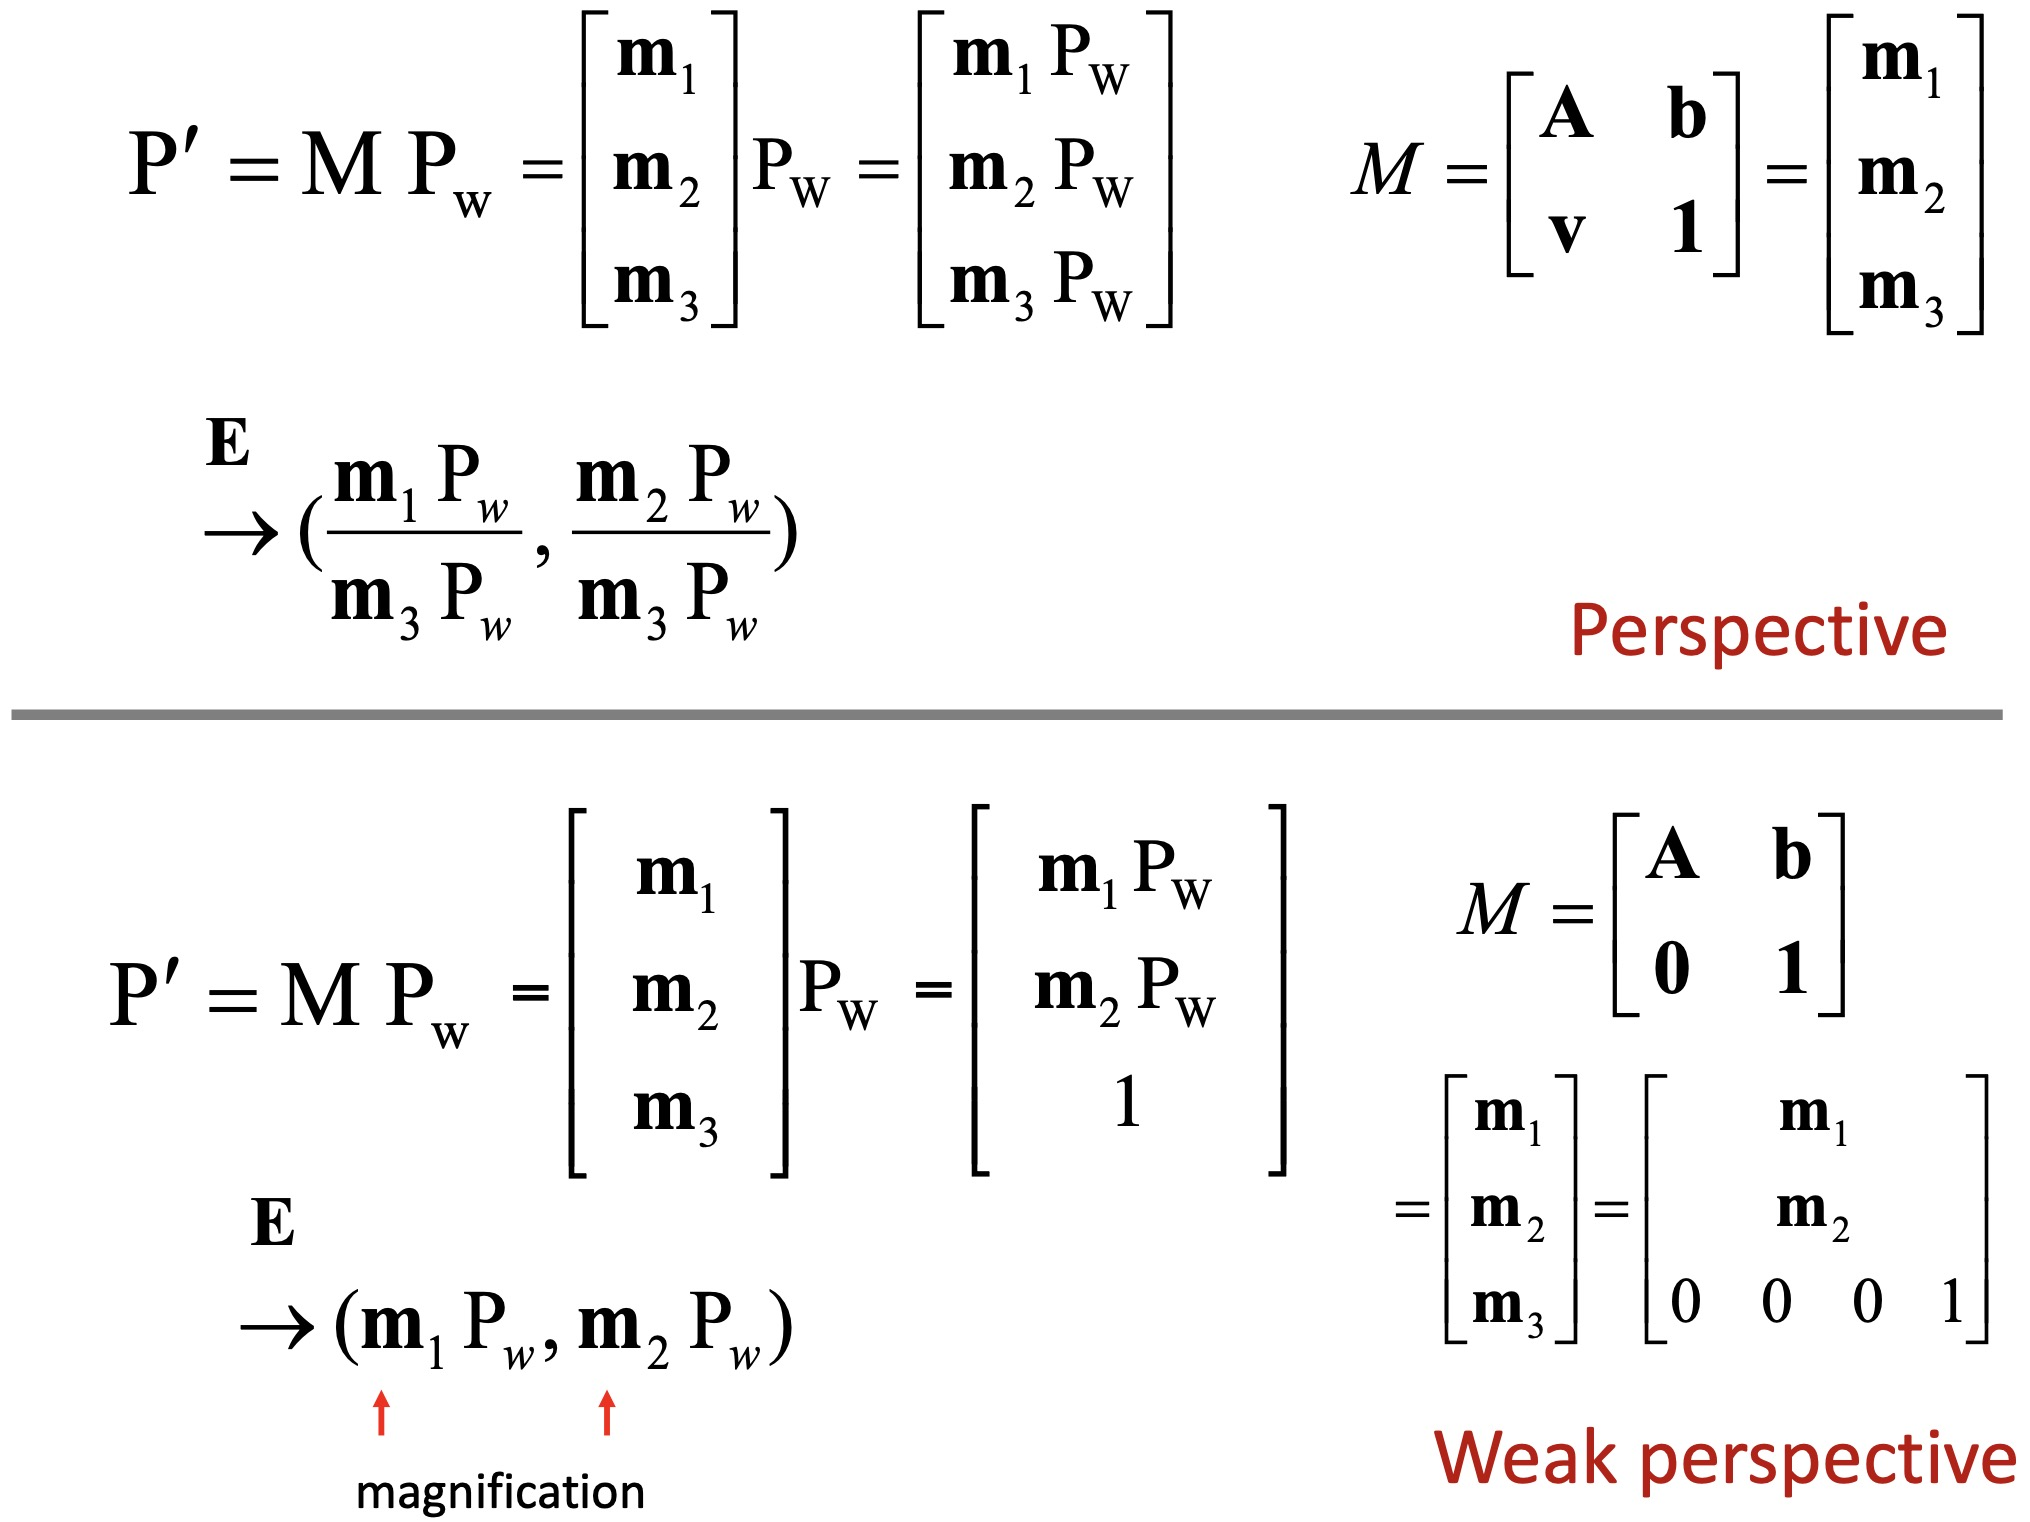 P′ = M P_w = [m_1; m_2; m_3] P_W = [m_1 P_W; m_2 P_W; m_3 P_W]
M = [A b; v 1] = [m_1; m_2; m_3]
E
→ (m_1 P_w / m_3 P_w , m_2 P_w / m_3 P_w)
Perspective
P′ = M P_w = [m_1; m_2; m_3] P_W = [m_1 P_W; m_2 P_W; 1]
M = [A b; 0 1]
= [m_1; m_2; m_3] = [m_1; m_2; 0 0 0 1]
E
→ (m_1 P_w, m_2 P_w)
↑ ↑
magnification
Weak perspective